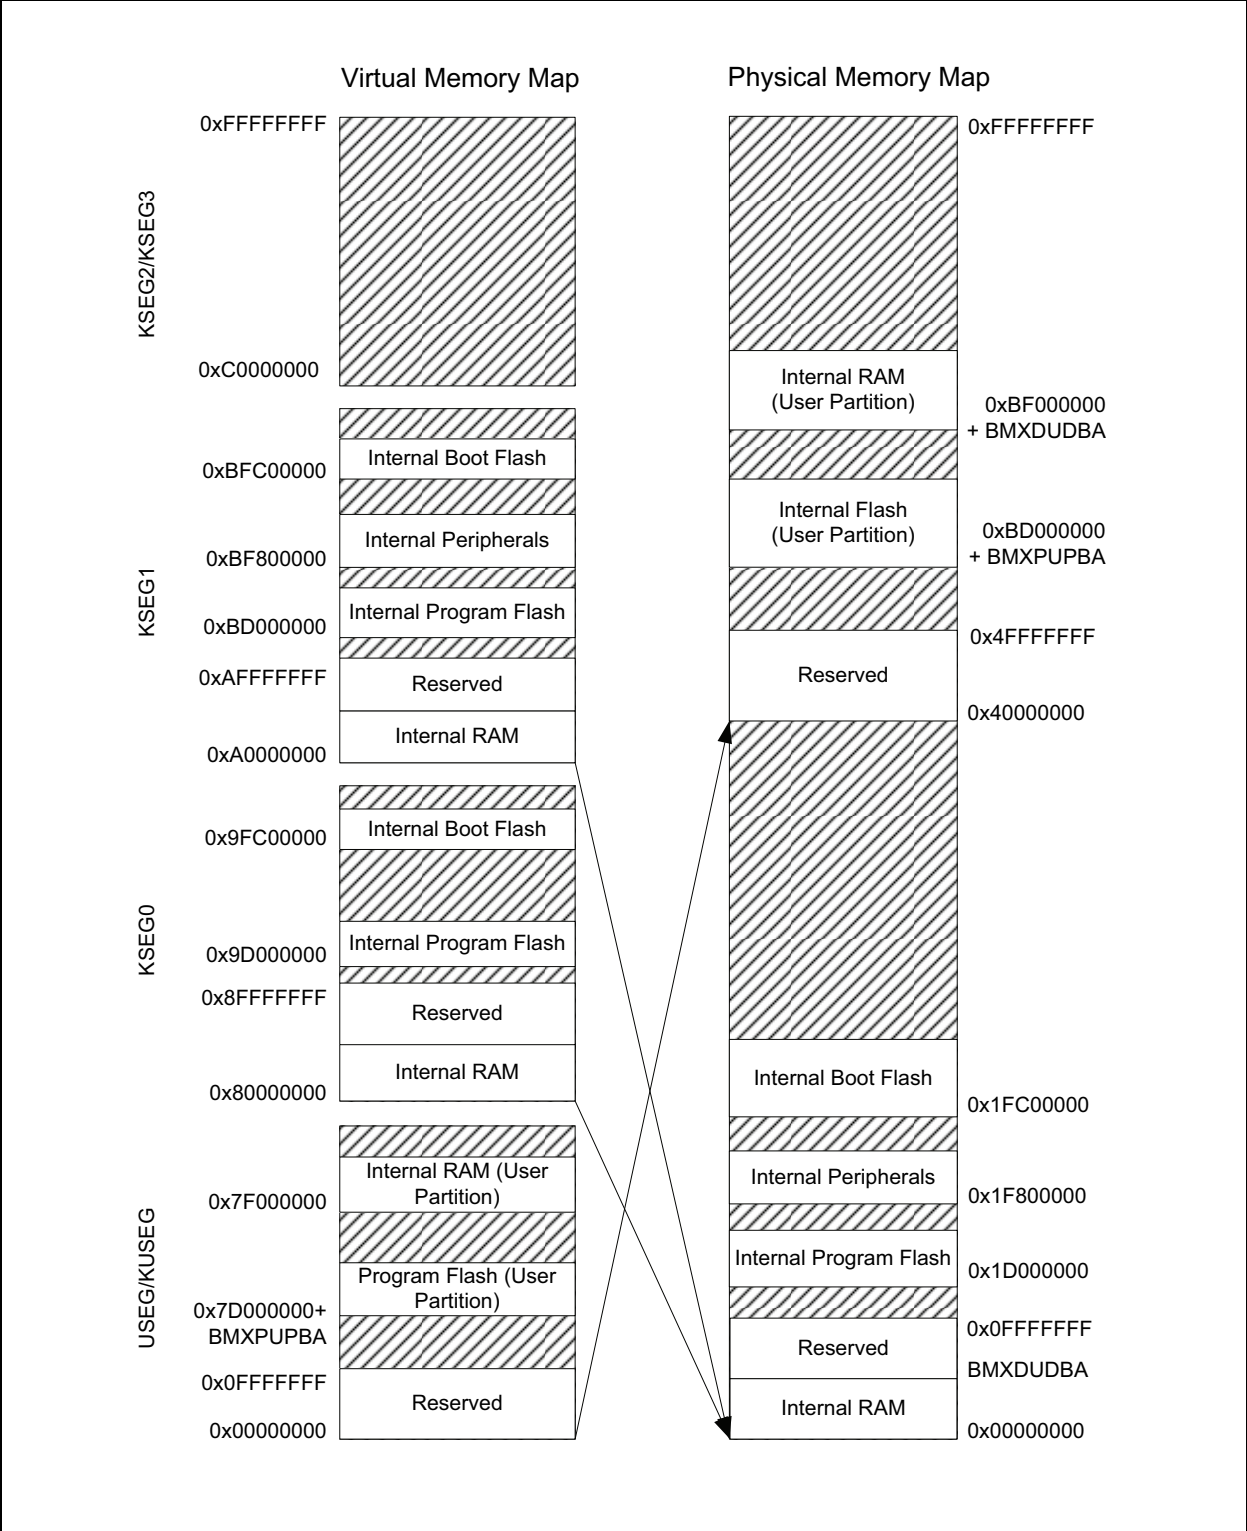 Virtual Memory Map
0xFFFFFFFF
KSEG2/KSEG3
0xC0000000
Internal Boot Flash
0xBFC00000
Internal Peripherals
0xBF800000
KSEG1
Internal Program Flash
0xBD000000
0xAFFFFFFF
Reserved
Internal RAM
0xA0000000
Internal Boot Flash
0x9FC00000
KSEG0
Internal Program Flash
0x9D000000
0x8FFFFFFF
Reserved
Internal RAM
0x80000000
Internal RAM (User
Partition)
0x7F000000
USEG/KUSEG
Program Flash (User
Partition)
0x7D000000+
BMXPUPBA
0x0FFFFFFF
Reserved
0x00000000
Physical Memory Map
0xFFFFFFFF
Internal RAM
(User Partition)
0xBF000000
+ BMXDUDBA
Internal Flash
(User Partition)
0xBD000000
+ BMXPUPBA
0x4FFFFFFF
Reserved
0x40000000
Internal Boot Flash
0x1FC00000
Internal Peripherals
0x1F800000
Internal Program Flash
0x1D000000
0x0FFFFFFF
Reserved
BMXDUDBA
Internal RAM
0x00000000